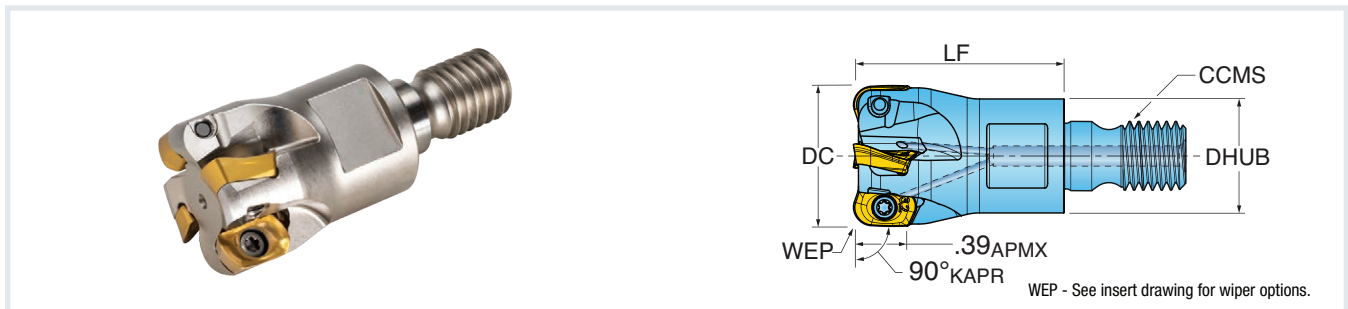 LF
CCMS
DC
DHUB
WEP
.39APMX
90°KAPR
WEP - See insert drawing for wiper options.